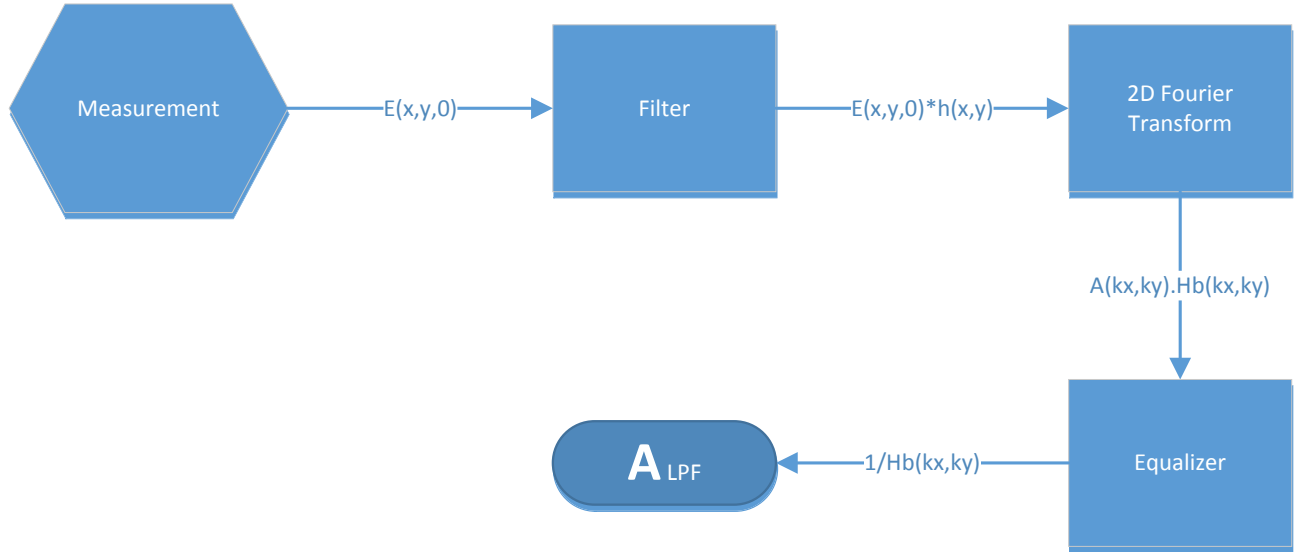 Measurement
E(x,y,0)
Filter
E(x,y,0)*h(x,y)
2D Fourier
Transform
A(kx,ky).Hb(kx,ky)
Equalizer
1/Hb(kx,ky)
A LPF